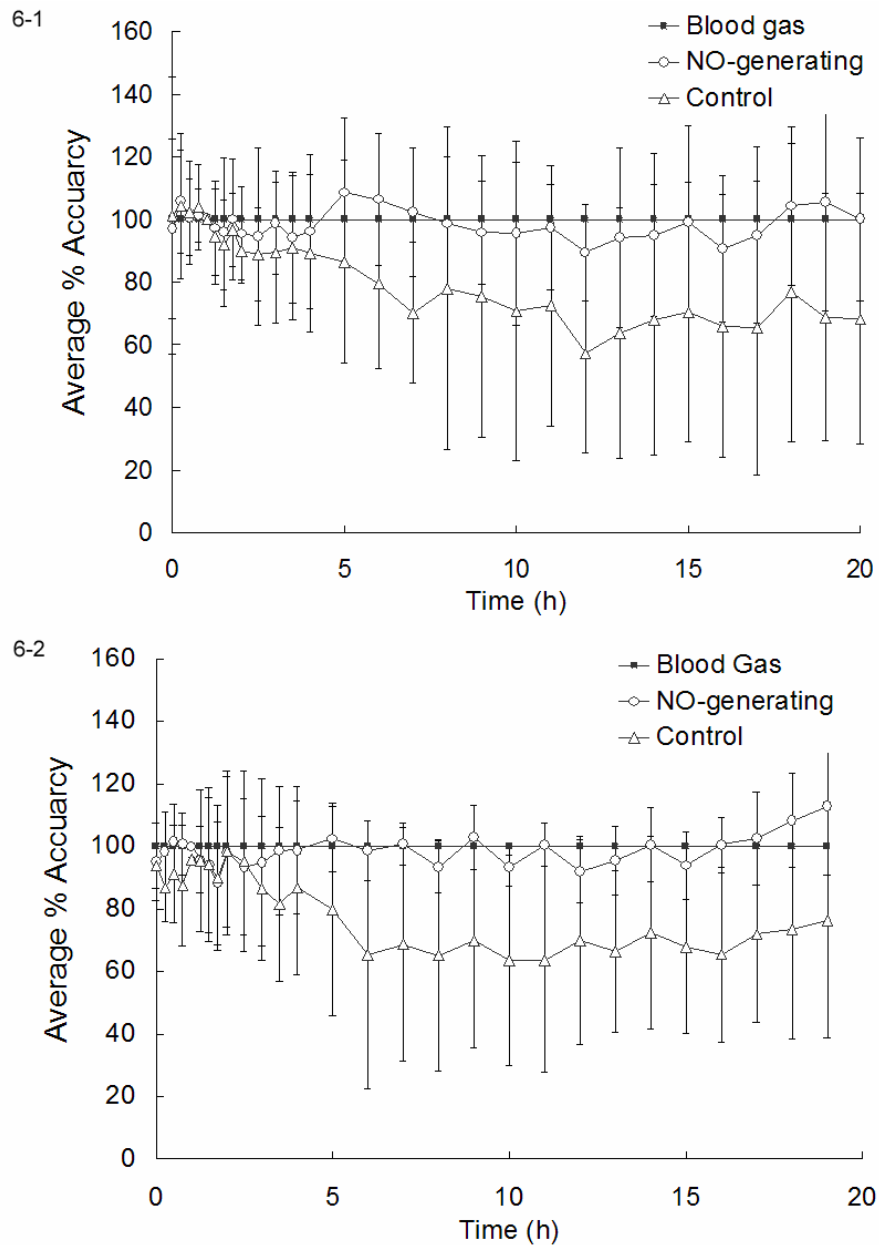 6-1
Blood gas
NO-generating
Control
160
140
120
100
80
60
40
20
0
Average % Accuarcy
0 5 10 15 20
Time (h)
6-2
Blood Gas
NO-generating
Control
160
140
120
100
80
60
40
20
0
Average % Accuarcy
0 5 10 15 20
Time (h)